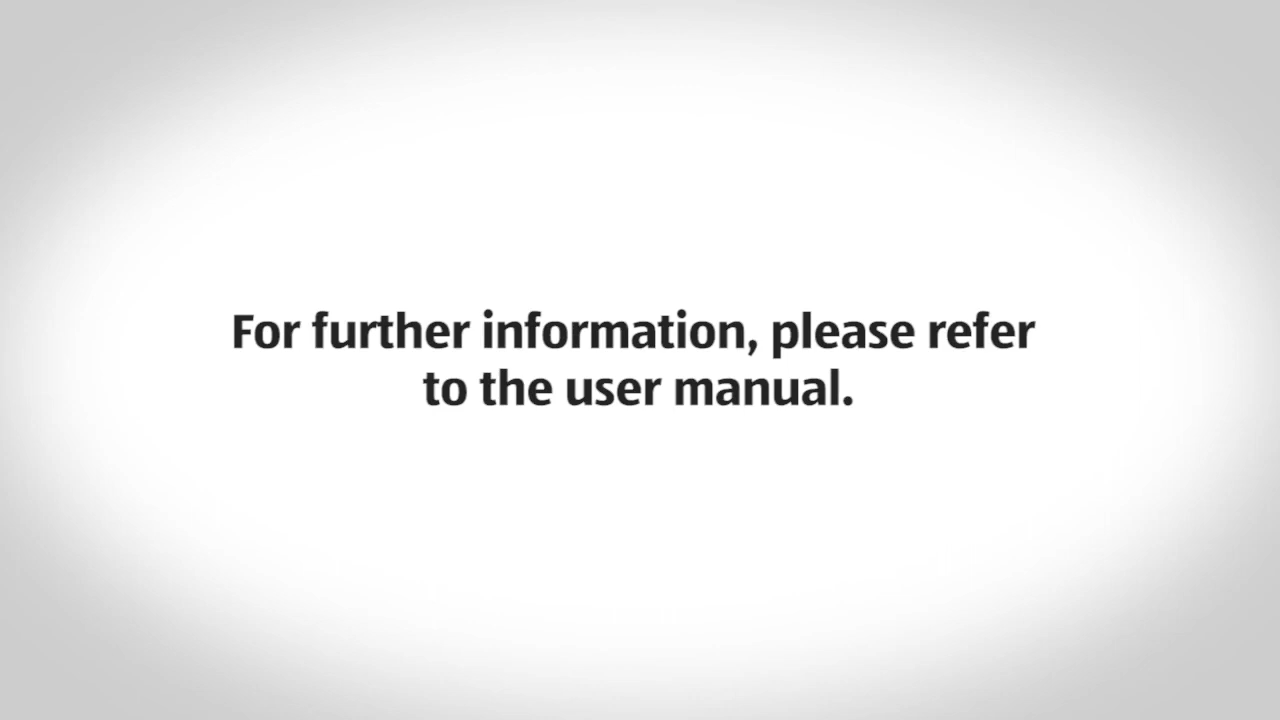 For further information, please refer
to the user manual.